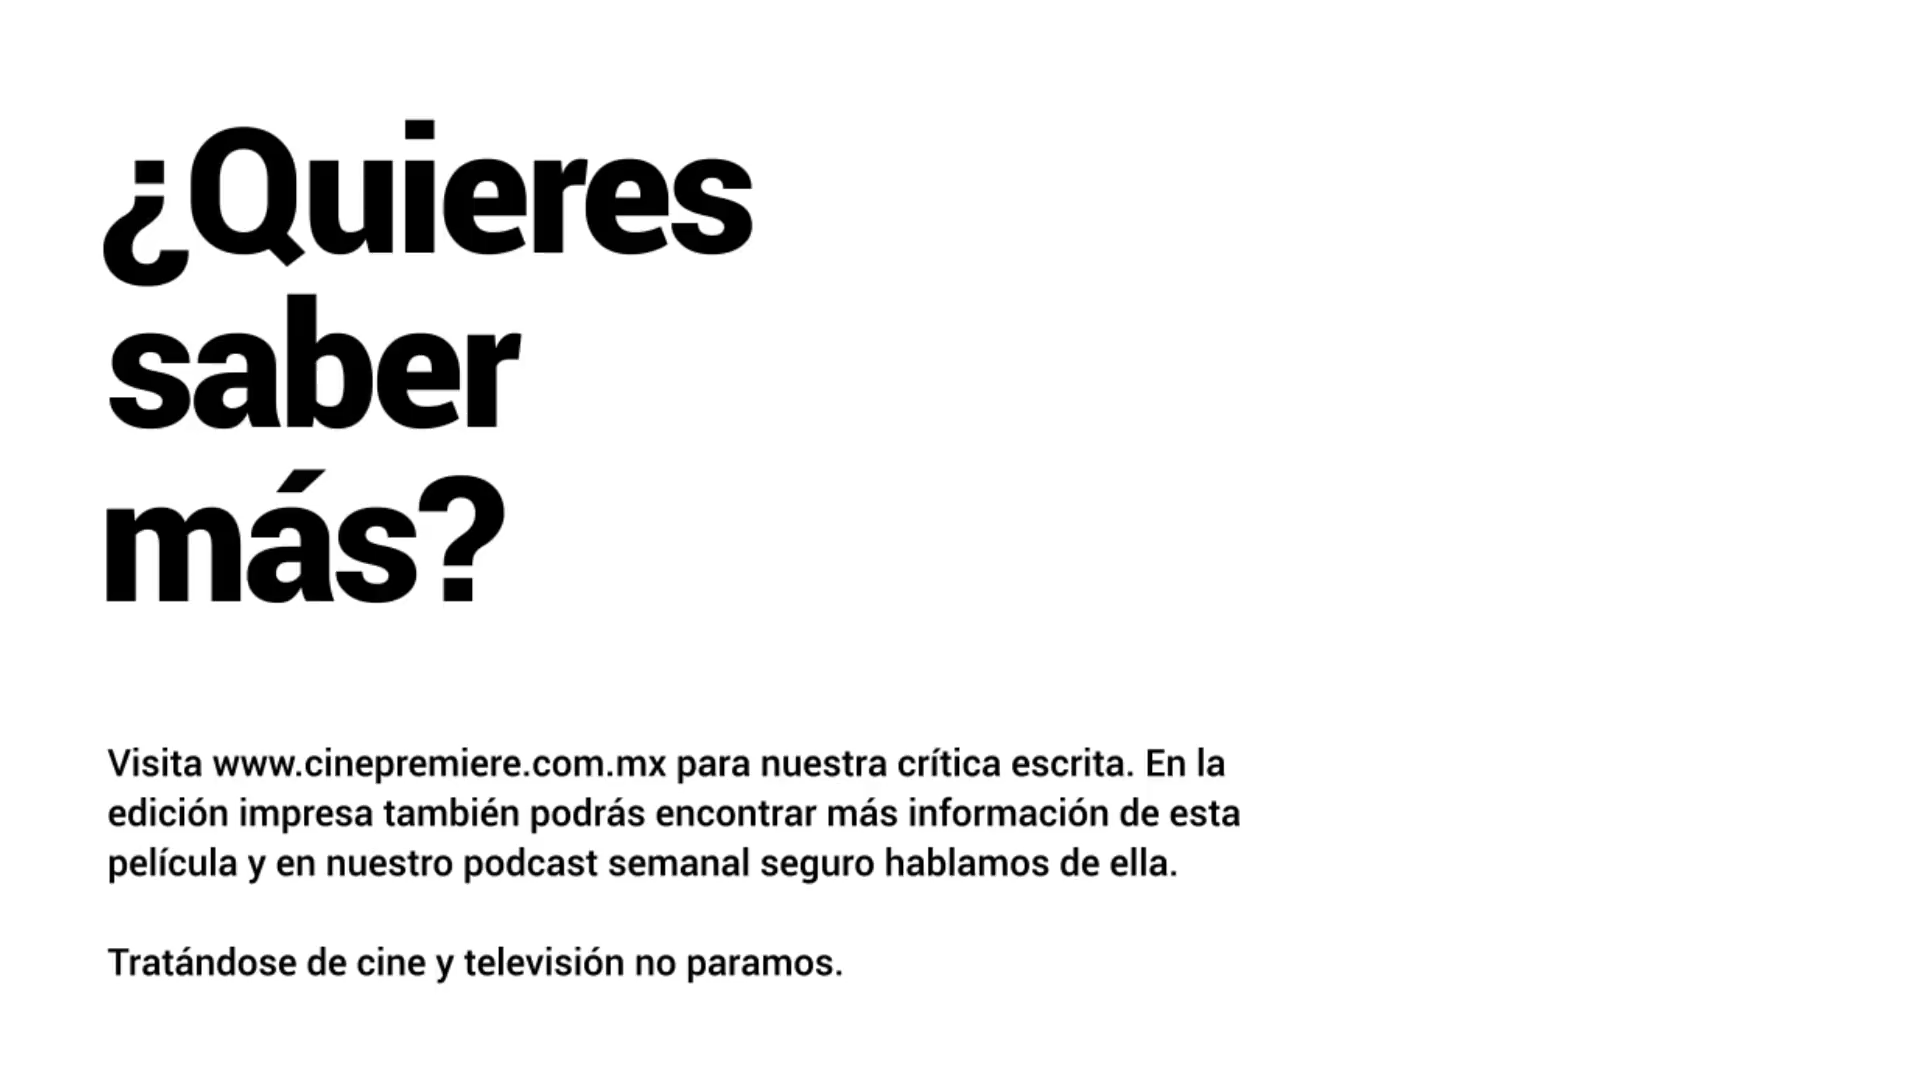 ¿Quieres
saber
más?
Visita www.cinepremiere.com.mx para nuestra crítica escrita. En la
edición impresa también podrás encontrar más información de esta
película y en nuestro podcast semanal seguro hablamos de ella.
Tratándose de cine y televisión no paramos.